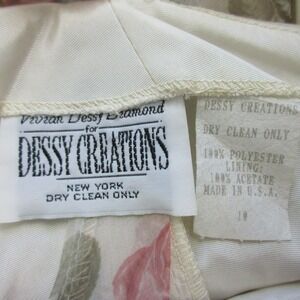 Vivian Dessy Diamond
for
DESSY CREATIONS
NEW YORK
DRY CLEAN ONLY
DESSY CREATIONS
DRY CLEAN ONLY
100% POLYESTER
LINING:
100% ACETATE
MADE IN U.S.A.
10